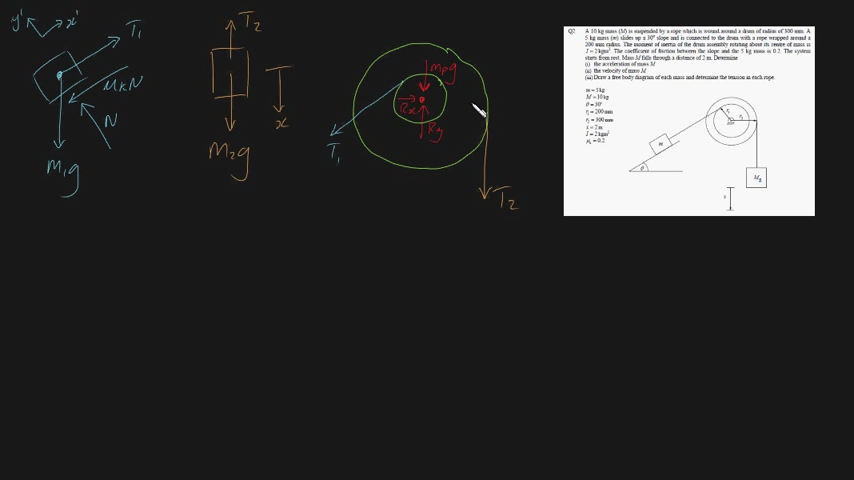 y' x' T₁
μₖN
N
m₁g
T₂
m₂g
x
mₚg
Rx
Ry
T₁
T₂
Q2 A 10 kg mass (M) is suspended by a rope which is wound around a drum of radius of 300 mm. A
5 kg mass (m) slides up a 30° slope and is connected to the drum with a rope wrapped around a
200 mm radius. The moment of inertia of the drum assembly rotating about its centre of mass is
I = 2 kgm². The coefficient of friction between the slope and the 5 kg mass is 0.2. The system
starts from rest. Mass M falls through a distance of 2 m. Determine
(i) the acceleration of mass M
(ii) the velocity of mass M
(iii) Draw a free body diagram of each mass and determine the tension in each rope.
M = 10 kg
θ = 30°
r₁ = 200 mm
r₂ = 300 mm
s = 2 m
I = 2 kgm²
μₖ = 0.2
r₁
r₂
m
θ
s